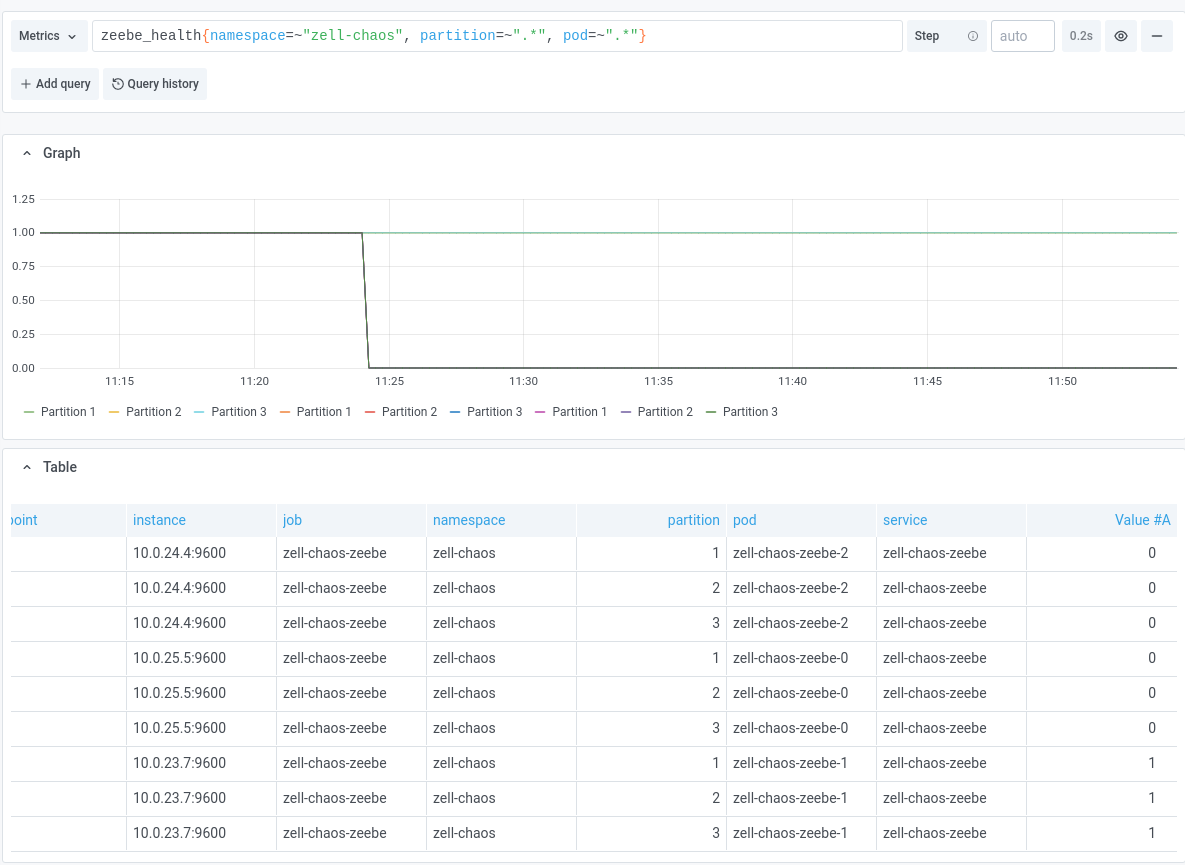 Metrics zeebe_health{namespace=~"zell-chaos", partition=~".*", pod=~".*"} Step auto 0.2s
+ Add query Query history
Graph
1.25
1.00
0.75
0.50
0.25
0.00
11:15 11:20 11:25 11:30 11:35 11:40 11:45 11:50
Partition 1 Partition 2 Partition 3 Partition 1 Partition 2 Partition 3 Partition 1 Partition 2 Partition 3
Table
point instance job namespace partition pod service Value #A
10.0.24.4:9600 zell-chaos-zeebe zell-chaos 1 zell-chaos-zeebe-2 zell-chaos-zeebe 0
10.0.24.4:9600 zell-chaos-zeebe zell-chaos 2 zell-chaos-zeebe-2 zell-chaos-zeebe 0
10.0.24.4:9600 zell-chaos-zeebe zell-chaos 3 zell-chaos-zeebe-2 zell-chaos-zeebe 0
10.0.25.5:9600 zell-chaos-zeebe zell-chaos 1 zell-chaos-zeebe-0 zell-chaos-zeebe 0
10.0.25.5:9600 zell-chaos-zeebe zell-chaos 2 zell-chaos-zeebe-0 zell-chaos-zeebe 0
10.0.25.5:9600 zell-chaos-zeebe zell-chaos 3 zell-chaos-zeebe-0 zell-chaos-zeebe 0
10.0.23.7:9600 zell-chaos-zeebe zell-chaos 1 zell-chaos-zeebe-1 zell-chaos-zeebe 1
10.0.23.7:9600 zell-chaos-zeebe zell-chaos 2 zell-chaos-zeebe-1 zell-chaos-zeebe 1
10.0.23.7:9600 zell-chaos-zeebe zell-chaos 3 zell-chaos-zeebe-1 zell-chaos-zeebe 1